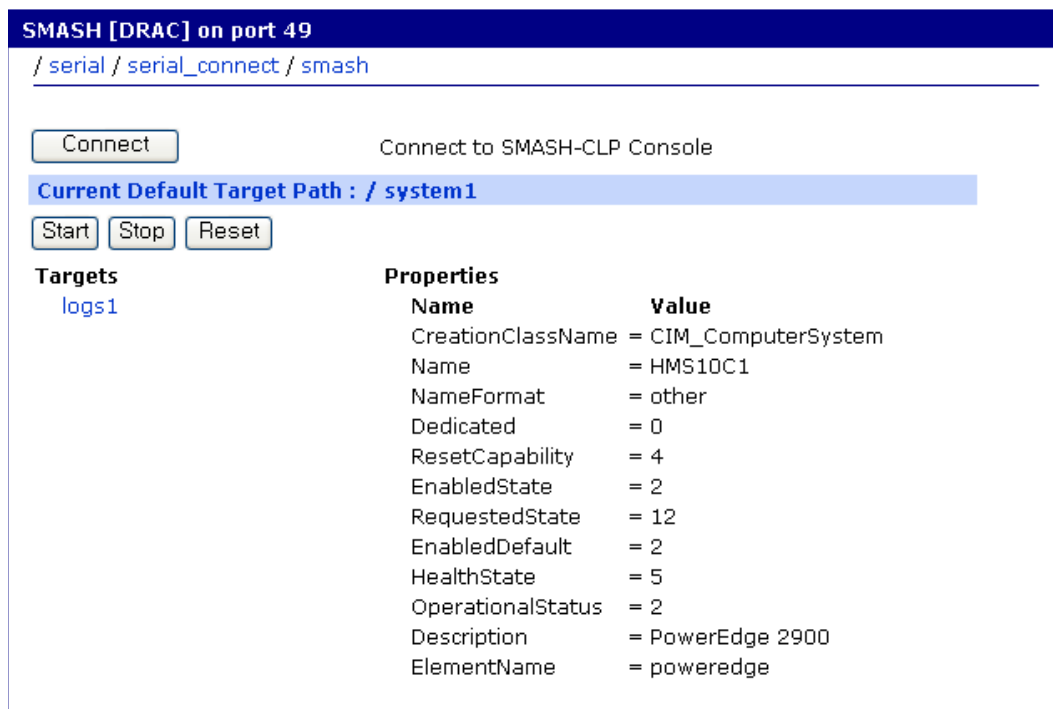 SMASH [DRAC] on port 49
/ serial / serial_connect / smash
Connect Connect to SMASH-CLP Console
Current Default Target Path : / system1
Start Stop Reset
Targets Properties
logs1 Name Value
CreationClassName = CIM_ComputerSystem
Name = HMS10C1
NameFormat = other
Dedicated = 0
ResetCapability = 4
EnabledState = 2
RequestedState = 12
EnabledDefault = 2
HealthState = 5
OperationalStatus = 2
Description = PowerEdge 2900
ElementName = poweredge